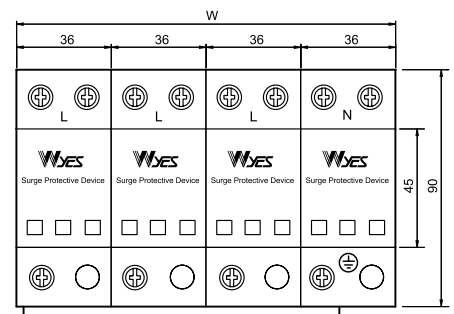 W
36 36 36 36
L L L N
Wyes Wyes Wyes Wyes
Surge Protective Device Surge Protective Device Surge Protective Device Surge Protective Device
45
90